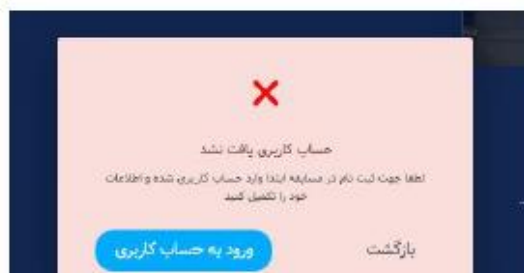 حساب کاربری یافت نشد
لطفا جهت ثبت نام در مسابقه ابتدا وارد حساب کاربری شده و اطلاعات
خود را تکمیل کنید
بازگشت
ورود به حساب کاربری